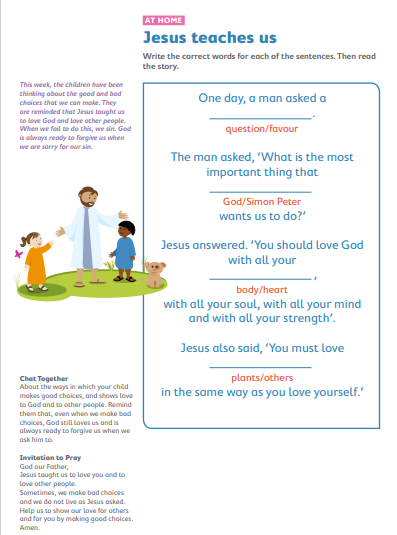 AT HOME
Jesus teaches us
Write the correct words for each of the sentences. Then read
the story.
This week, the children have been
thinking about the good and bad
choices that we can make. They
are reminded that Jesus taught us
to love God and love other people.
When we fail to do this, we sin. God
is always ready to forgive us when
we are sorry for our sin.
One day, a man asked a
____________.
question/favour
The man asked, ‘What is the most
important thing that
____________
God/Simon Peter
wants us to do?’
Jesus answered. ‘You should love God
with all your
____________ ,
body/heart
with all your soul, with all your mind
and with all your strength’.
Jesus also said, ‘You must love
____________
plants/others
in the same way as you love yourself.’
Chat Together
About the ways in which your child
makes good choices, and shows love
to God and to other people. Remind
them that, even when we make bad
choices, God still loves us and is
always ready to forgive us when we
ask him to.
Invitation to Pray
God our Father,
Jesus taught us to love you and to
love other people.
Sometimes, we make bad choices
and we do not live as Jesus asked.
Help us to show our love for others
and for you by making good choices.
Amen.